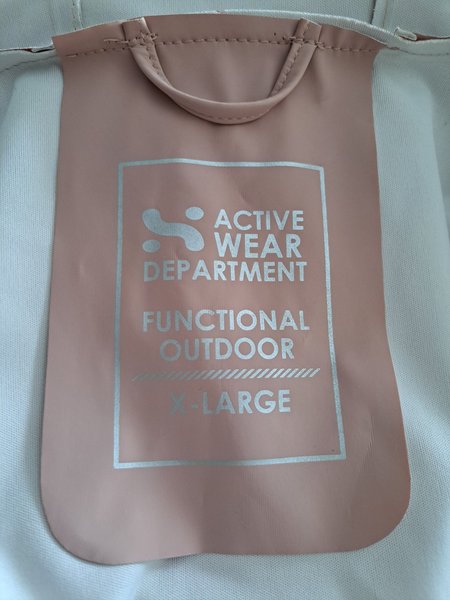 ACTIVE
WEAR
DEPARTMENT
FUNCTIONAL
OUTDOOR
X-LARGE